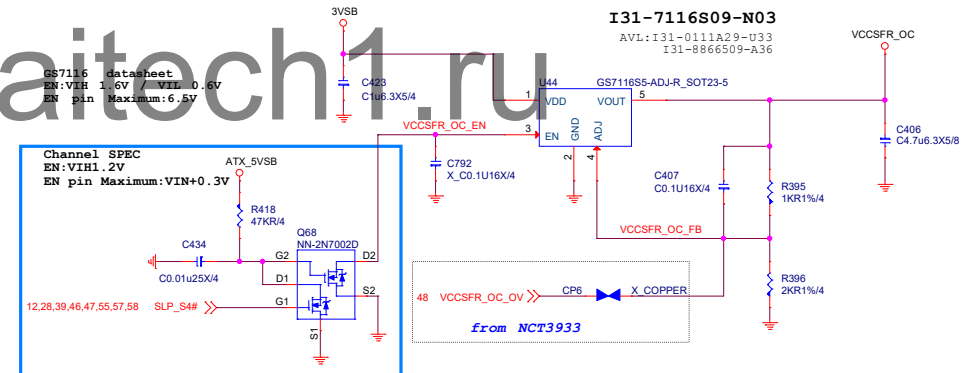 3VSB
I31-7116S09-N03
AVL:I31-0111A29-U33
I31-8866509-A36
VCCSFR_OC
aitech1.ru
GS7116 datasheet
EN:VIH 1.6V / VIL 0.6V
EN pin Maximum:6.5V
C423
C1u6.3X5/4
U44
GS7116S5-ADJ-R_SOT23-5
1
VDD
VOUT
5
3
EN
GND
ADJ
2
4
VCCSFR_OC_EN
C792
X_C0.1U16X/4
C406
C4.7u6.3X5/8
C407
C0.1U16X/4
R395
1KR1%/4
VCCSFR_OC_FB
R396
2KR1%/4
Channel SPEC
EN:VIH1.2V
EN pin Maximum:VIN+0.3V
ATX_5VSB
R418
47KR/4
Q68
NN-2N7002D
C434
C0.01u25X/4
G2
D2
D1
S2
G1
S1
12,28,39,46,47,55,57,58 SLP_S4#
48 VCCSFR_OC_OV
CP6
X_COPPER
from NCT3933